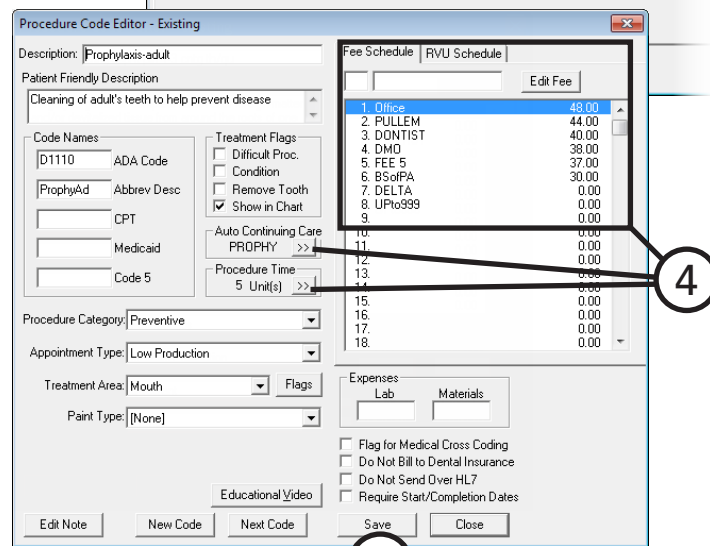 Procedure Code Editor - Existing
Description: Prophylaxis-adult
Patient Friendly Description
Cleaning of adult's teeth to help prevent disease
Code Names
D1110 ADA Code
ProphyAd Abbrev Desc
CPT
Medicaid
Code 5
Treatment Flags
Difficult Proc.
Condition
Remove Tooth
Show in Chart
Auto Continuing Care
PROPHY >>
Procedure Time
5 Unit(s) >>
Procedure Category: Preventive
Appointment Type: Low Production
Treatment Area: Mouth Flags
Paint Type: [None]
Educational Video
Edit Note New Code Next Code
Fee Schedule RVU Schedule
Edit Fee
1. Office 48.00
2. PULLEM 44.00
3. DONTIST 40.00
4. DMO 38.00
5. FEE 5 37.00
6. BSofPA 30.00
7. DELTA 0.00
8. UPto999 0.00
9. 0.00
10. 0.00
11. 0.00
12. 0.00
13. 0.00
14. 0.00
15. 0.00
16. 0.00
17. 0.00
18. 0.00
4
Expenses
Lab Materials
Flag for Medical Cross Coding
Do Not Bill to Dental Insurance
Do Not Send Over HL7
Require Start/Completion Dates
Save Close